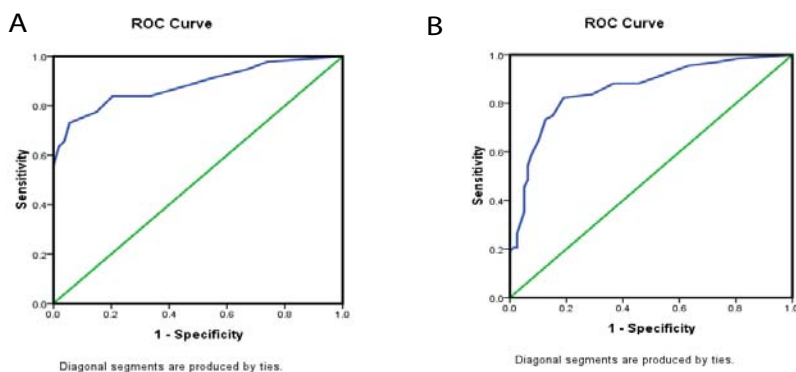 A
ROC Curve
1.0
0.8
0.6
0.4
0.2
0.0
Sensitivity
0.0 0.2 0.4 0.6 0.8 1.0
1 - Specificity
Diagonal segments are produced by ties.
B
ROC Curve
1.0
0.8
0.6
0.4
0.2
0.0
Sensitivity
0.0 0.2 0.4 0.6 0.8 1.0
1 - Specificity
Diagonal segments are produced by ties.